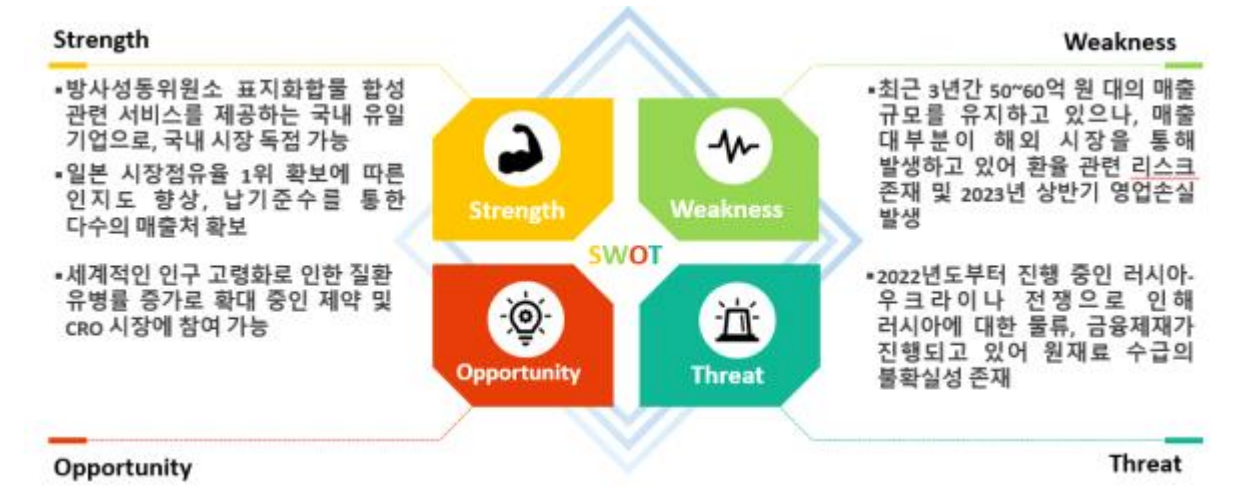 Strength
▪방사성동위원소 표지화합물 합성
관련 서비스를 제공하는 국내 유일
기업으로, 국내 시장 독점 가능
▪일본 시장점유율 1위 확보에 따른
인지도 향상, 납기준수를 통한
다수의 매출처 확보
Weakness
▪최근 3년간 50~60억 원 대의 매출
규모를 유지하고 있으나, 매출
대부분이 해외 시장을 통해
발생하고 있어 환율 관련 리스크
존재 및 2023년 상반기 영업손실
발생
Strength
Weakness
SWOT
Opportunity
Threat
▪세계적인 인구 고령화로 인한 질환
유병률 증가로 확대 중인 제약 및
CRO 시장에 참여 가능
Opportunity
▪2022년도부터 진행 중인 러시아-
우크라이나 전쟁으로 인해
러시아에 대한 물류, 금융제재가
진행되고 있어 원재료 수급의
불확실성 존재
Threat